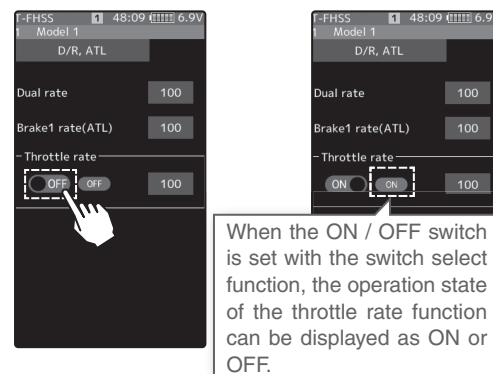 T-FHSS 1 48:09 6.9V
1 Model 1
D/R, ATL
Dual rate 100
Brake1 rate(ATL) 100
Throttle rate
OFF OFF 100
T-FHSS 1 48:09 6.9
1 Model 1
D/R, ATL
Dual rate 100
Brake1 rate(ATL) 100
Throttle rate
ON ON 100
When the ON / OFF switch
is set with the switch select
function, the operation state
of the throttle rate function
can be displayed as ON or
OFF.